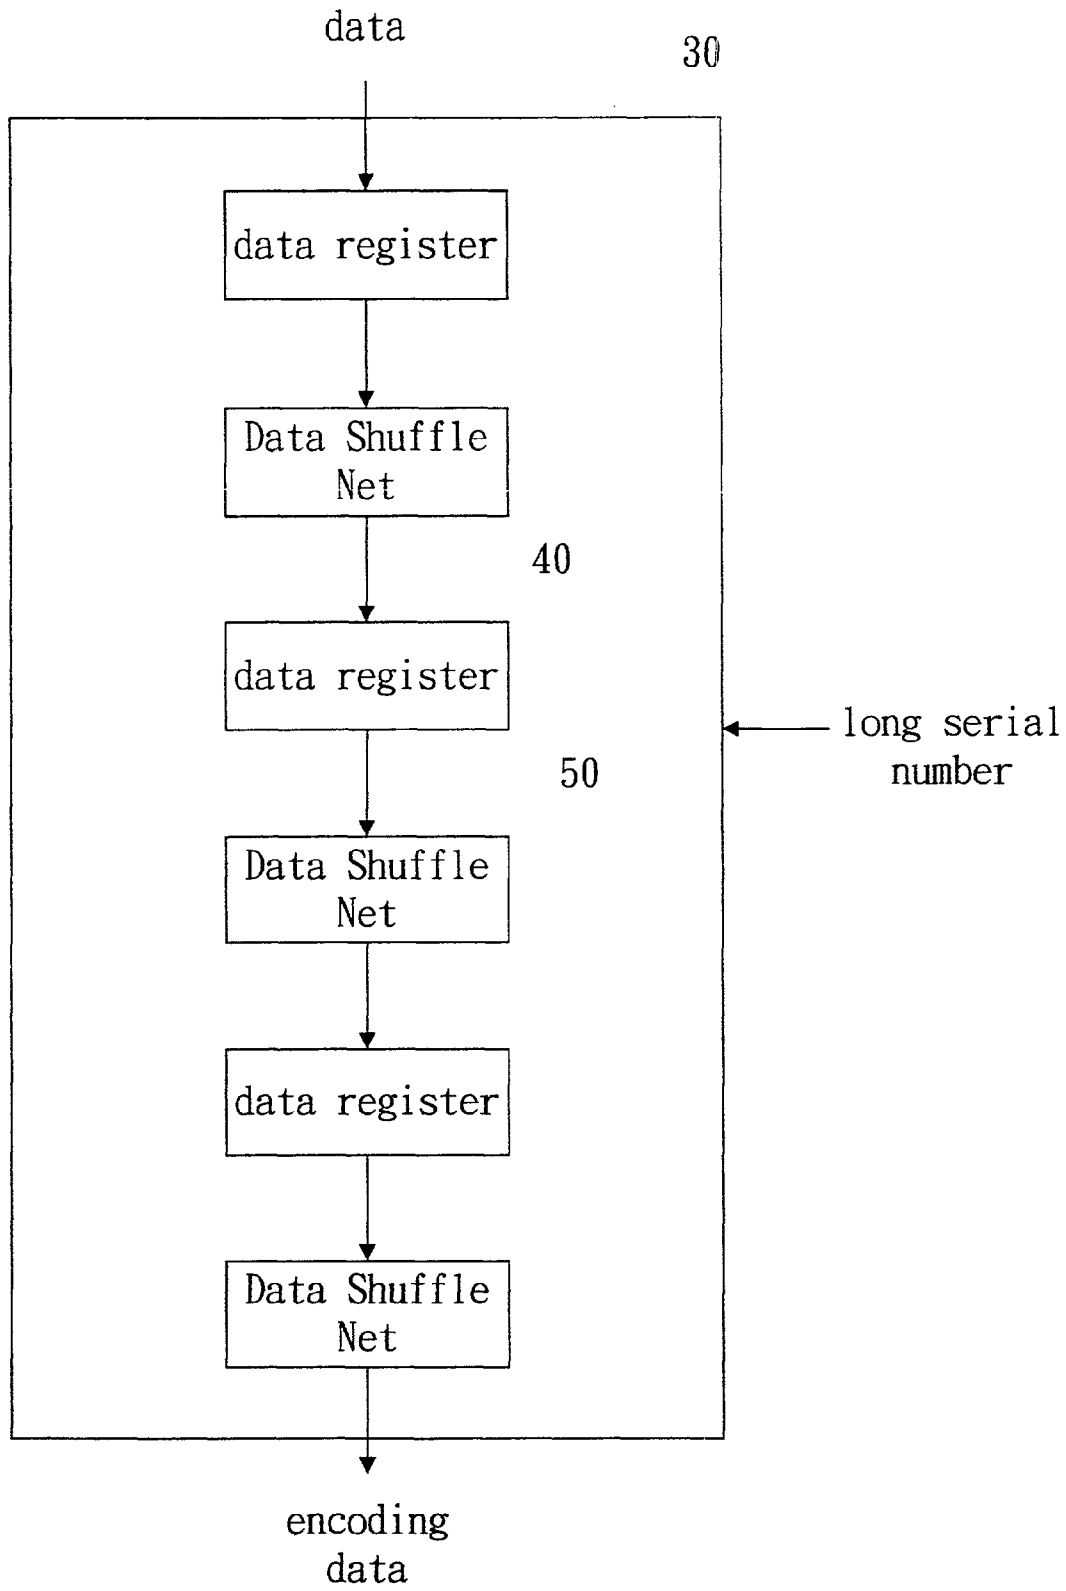 data
30
data register
Data Shuffle
Net
40
data register
long serial
number
50
Data Shuffle
Net
data register
Data Shuffle
Net
encoding
data